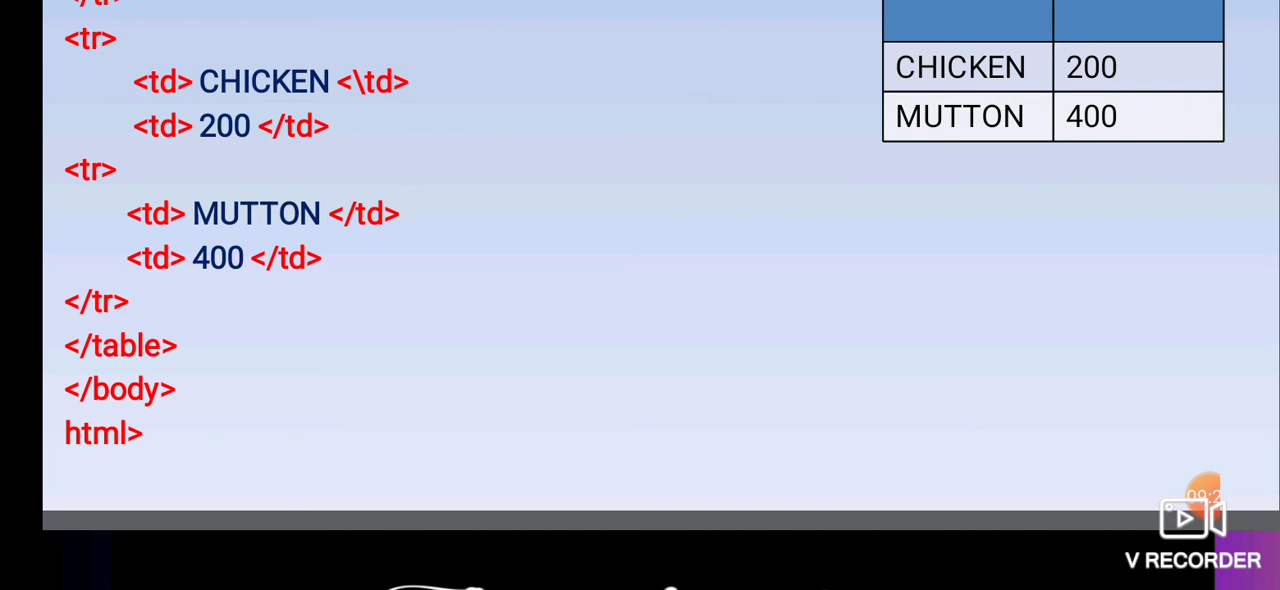 </tr>
<tr>
<td> CHICKEN <\td>
<td> 200 </td>
<tr>
<td> MUTTON </td>
<td> 400 </td>
</tr>
</table>
</body>
html>
CHICKEN 200
MUTTON 400
V RECORDER